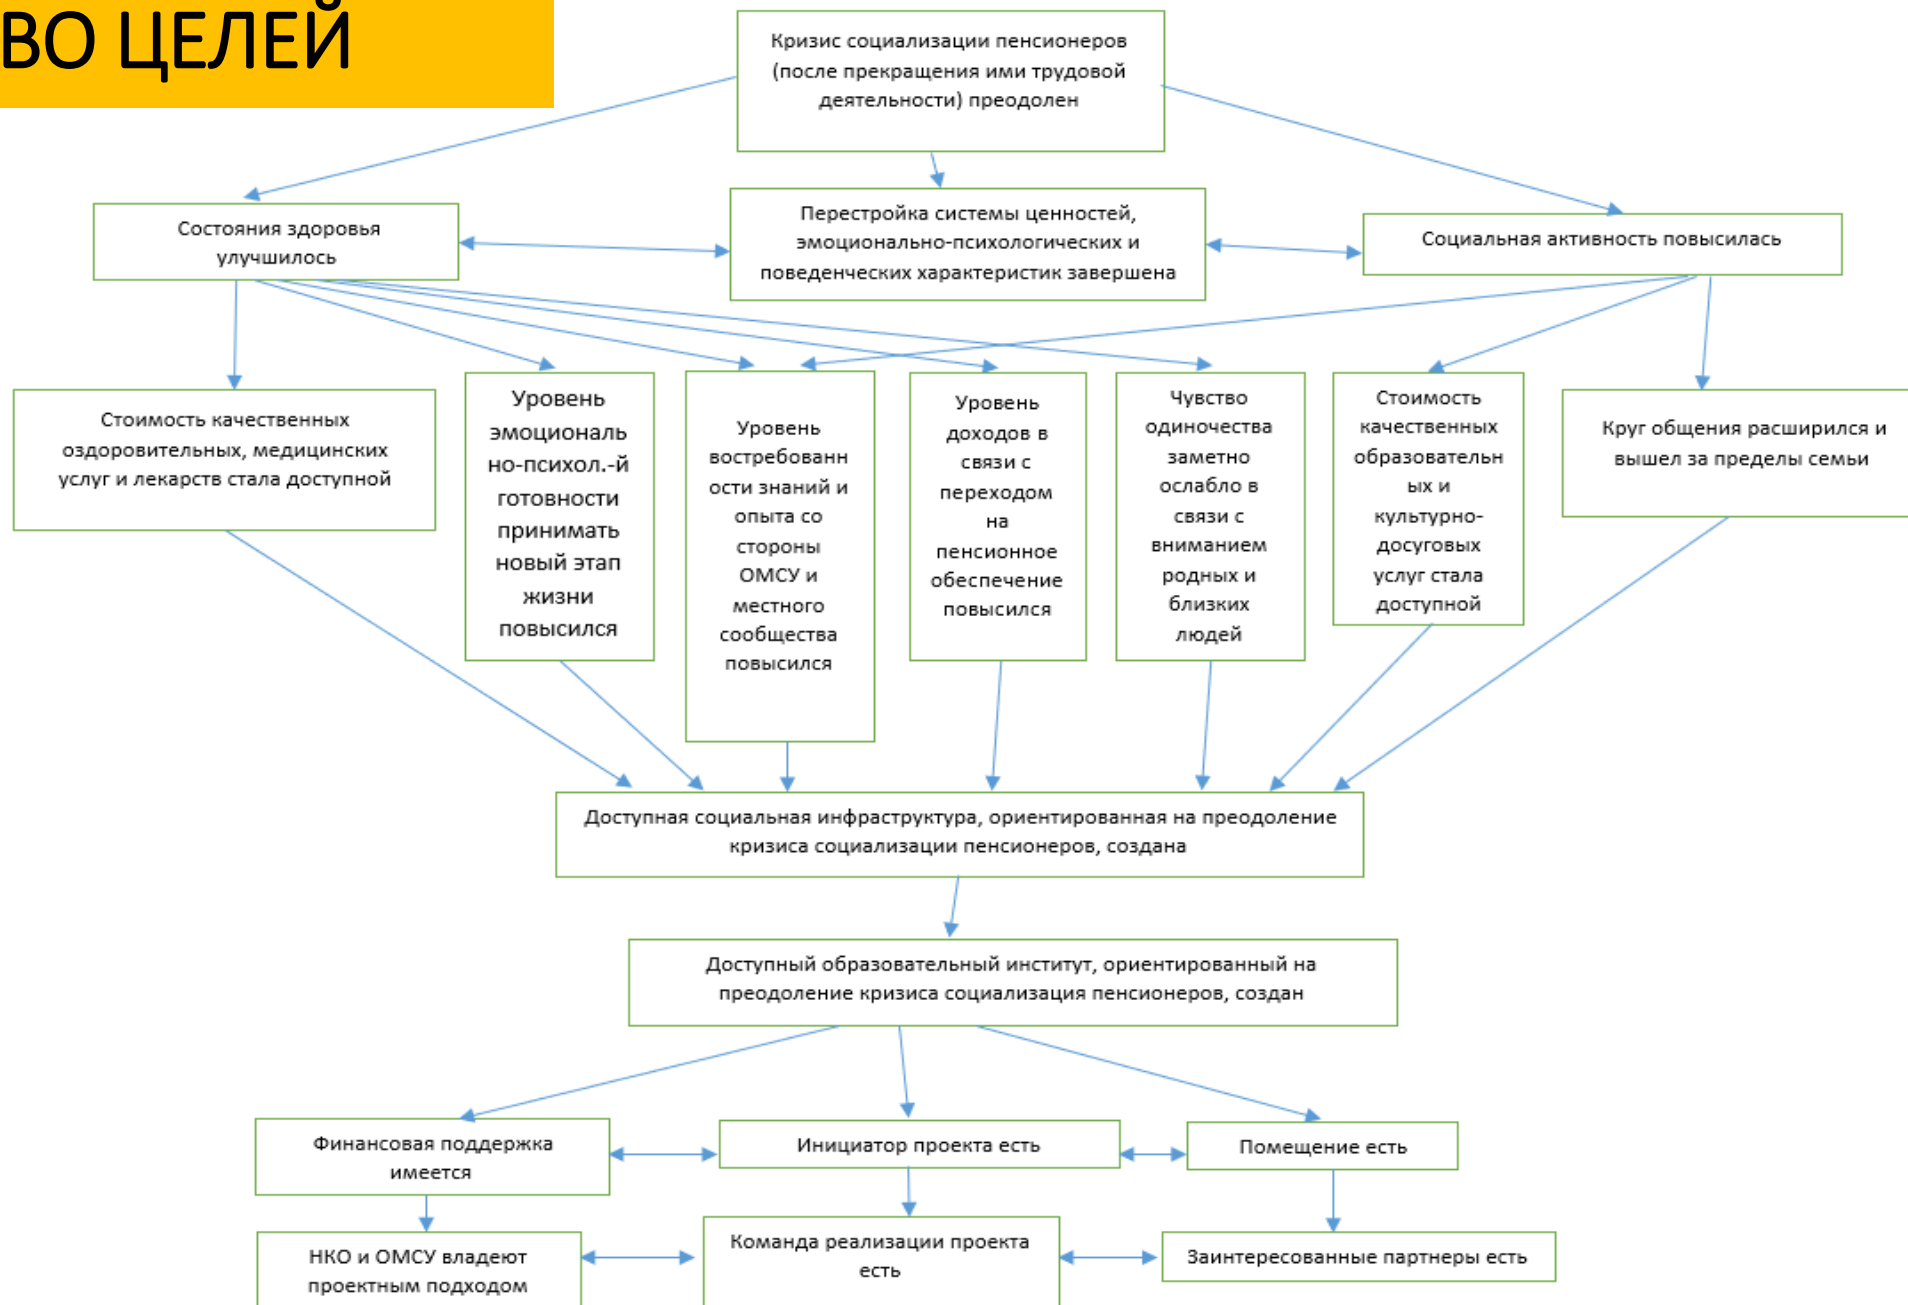 ВО ЦЕЛЕЙ
Кризис социализации пенсионеров
(после прекращения ими трудовой
деятельности) преодолен
Состояния здоровья
улучшилось
Перестройка системы ценностей,
эмоционально-психологических и
поведенческих характеристик завершена
Социальная активность повысилась
Стоимость качественных
оздоровительных, медицинских
услуг и лекарств стала доступной
Уровень
эмоциональ
но-психол.-й
готовности
принимать
новый этап
жизни
повысился
Уровень
востребованн
ости знаний и
опыта со
стороны
ОМСУ и
местного
сообщества
повысился
Уровень
доходов в
связи с
переходом
на
пенсионное
обеспечение
повысился
Чувство
одиночества
заметно
ослабло в
связи с
вниманием
родных и
близких
людей
Стоимость
качественных
образовательн
ых и
культурно-
досуговых
услуг стала
доступной
Круг общения расширился и
вышел за пределы семьи
Доступная социальная инфраструктура, ориентированная на преодоление
кризиса социализации пенсионеров, создана
Доступный образовательный институт, ориентированный на
преодоление кризиса социализация пенсионеров, создан
Финансовая поддержка
имеется
Инициатор проекта есть
Помещение есть
НКО и ОМСУ владеют
проектным подходом
Команда реализации проекта
есть
Заинтересованные партнеры есть